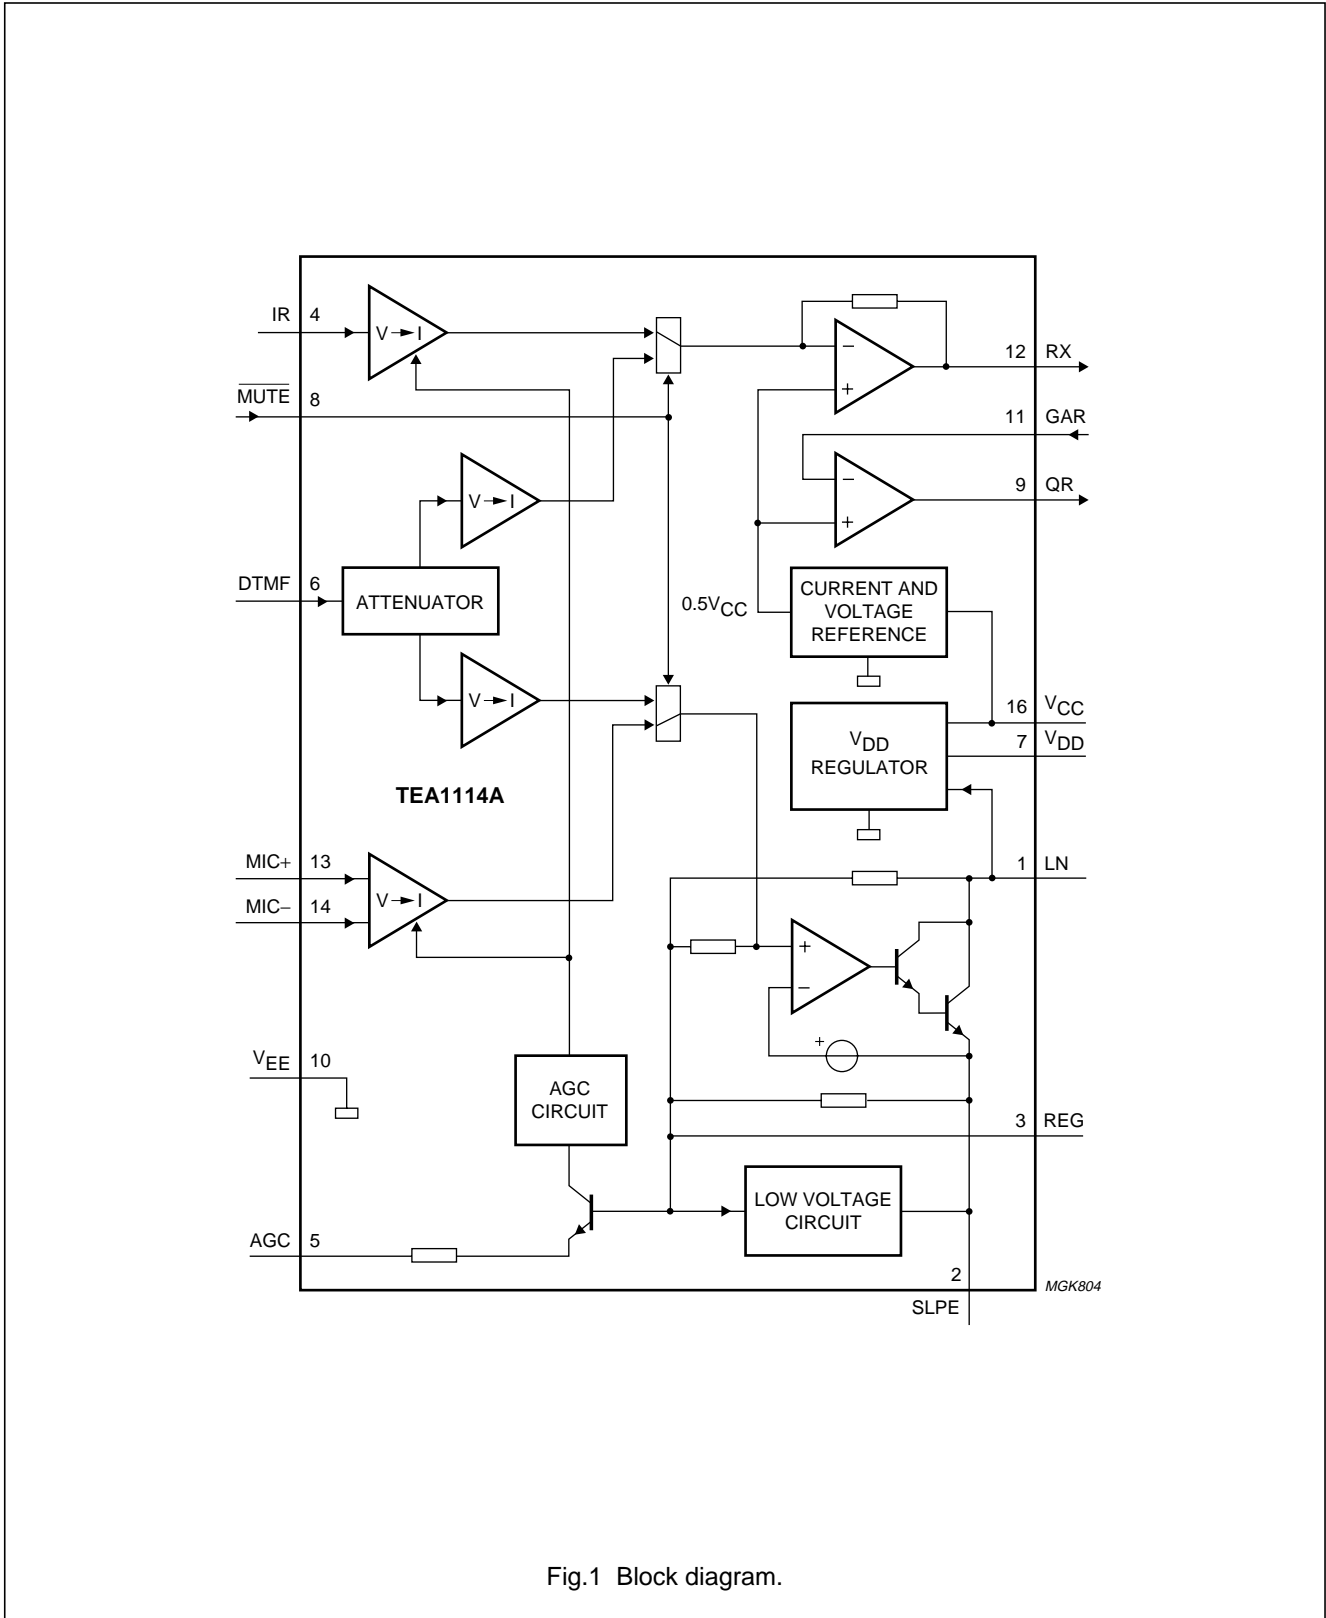 IR 4
V I
MUTE 8
V I
DTMF 6
ATTENUATOR
V I
TEA1114A
MIC+ 13
MIC− 14
V I
VEE 10
AGC
CIRCUIT
AGC 5
−
+
12 RX
11 GAR
−
+
9 QR
0.5VCC
CURRENT AND
VOLTAGE
REFERENCE
16 VCC
7 VDD
VDD
REGULATOR
1 LN
+
−
+
3 REG
LOW VOLTAGE
CIRCUIT
2
SLPE
MGK804
Fig.1 Block diagram.